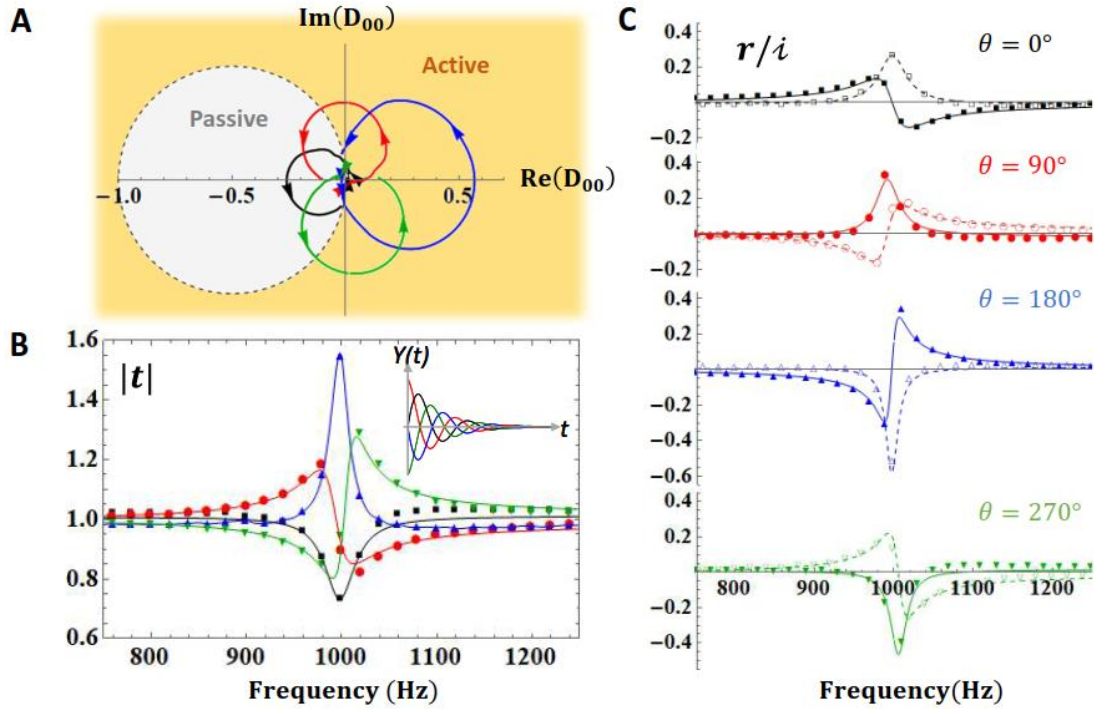 A
Im(D₀₀)
Active
Passive
Re(D₀₀)
−1.0
−0.5
0.5
B
|t|
Y(t)
t
1.6
1.4
1.2
1.0
0.8
0.6
800
900
1000
1100
1200
Frequency (Hz)
C
r/i
θ = 0°
0.4
0.2
−0.2
θ = 90°
0.4
0.2
−0.2
θ = 180°
0.4
0.2
−0.2
−0.4
−0.6
θ = 270°
0.4
0.2
−0.2
−0.4
800
900
1000
1100
1200
Frequency(Hz)